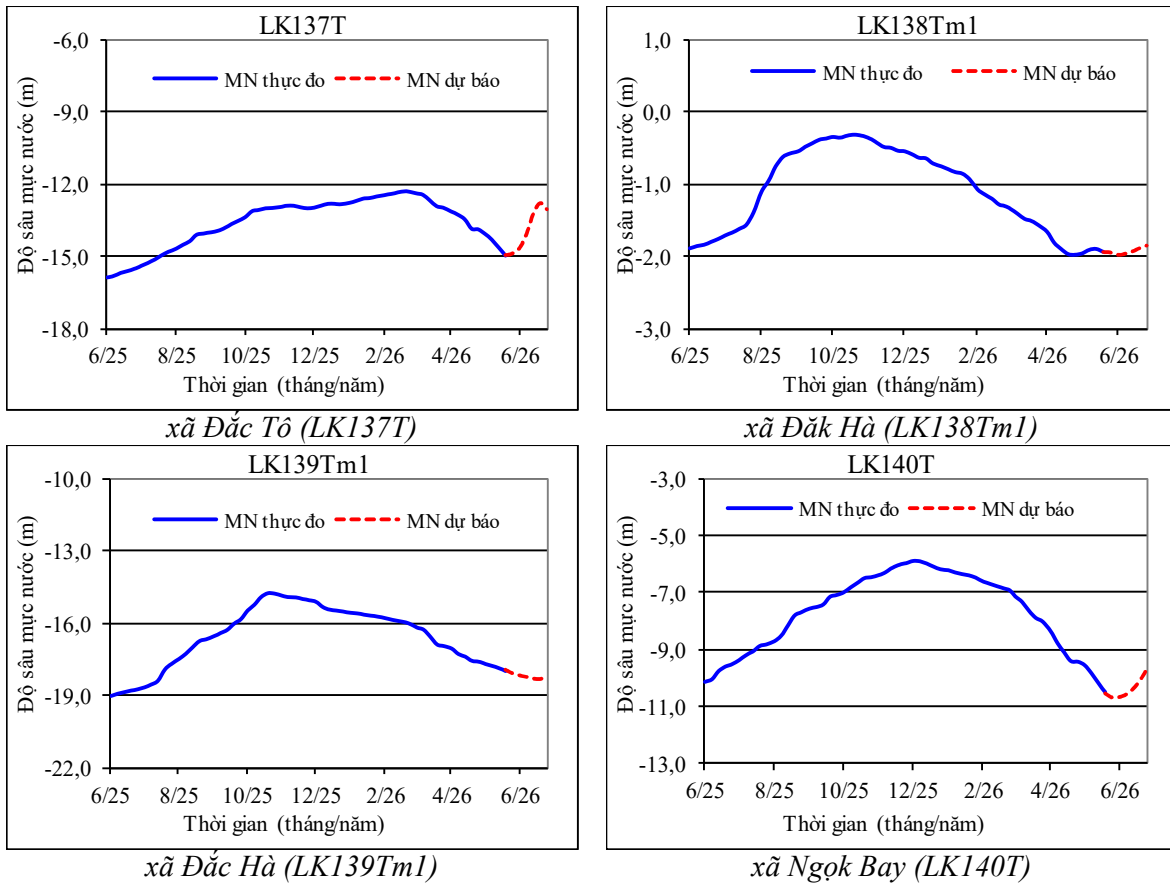 LK137T
-6,0
-9,0
-12,0
-15,0
-18,0
Độ sâu mực nước (m)
MN thực đo
MN dự báo
6/25 8/25 10/25 12/25 2/26 4/26 6/26
Thời gian (tháng/năm)
xã Đắc Tô (LK137T)
LK138Tm1
1,0
0,0
-1,0
-2,0
-3,0
Độ sâu mực nước (m)
MN thực đo
MN dự báo
6/25 8/25 10/25 12/25 2/26 4/26 6/26
Thời gian (tháng/năm)
xã Đăk Hà (LK138Tm1)
LK139Tm1
-10,0
-13,0
-16,0
-19,0
-22,0
Độ sâu mực nước (m)
MN thực đo
MN dự báo
6/25 8/25 10/25 12/25 2/26 4/26 6/26
Thời gian (tháng/năm)
xã Đắc Hà (LK139Tm1)
LK140T
-3,0
-5,0
-7,0
-9,0
-11,0
-13,0
Độ sâu mực nước (m)
MN thực đo
MN dự báo
6/25 8/25 10/25 12/25 2/26 4/26 6/26
Thời gian (tháng/năm)
xã Ngọk Bay (LK140T)